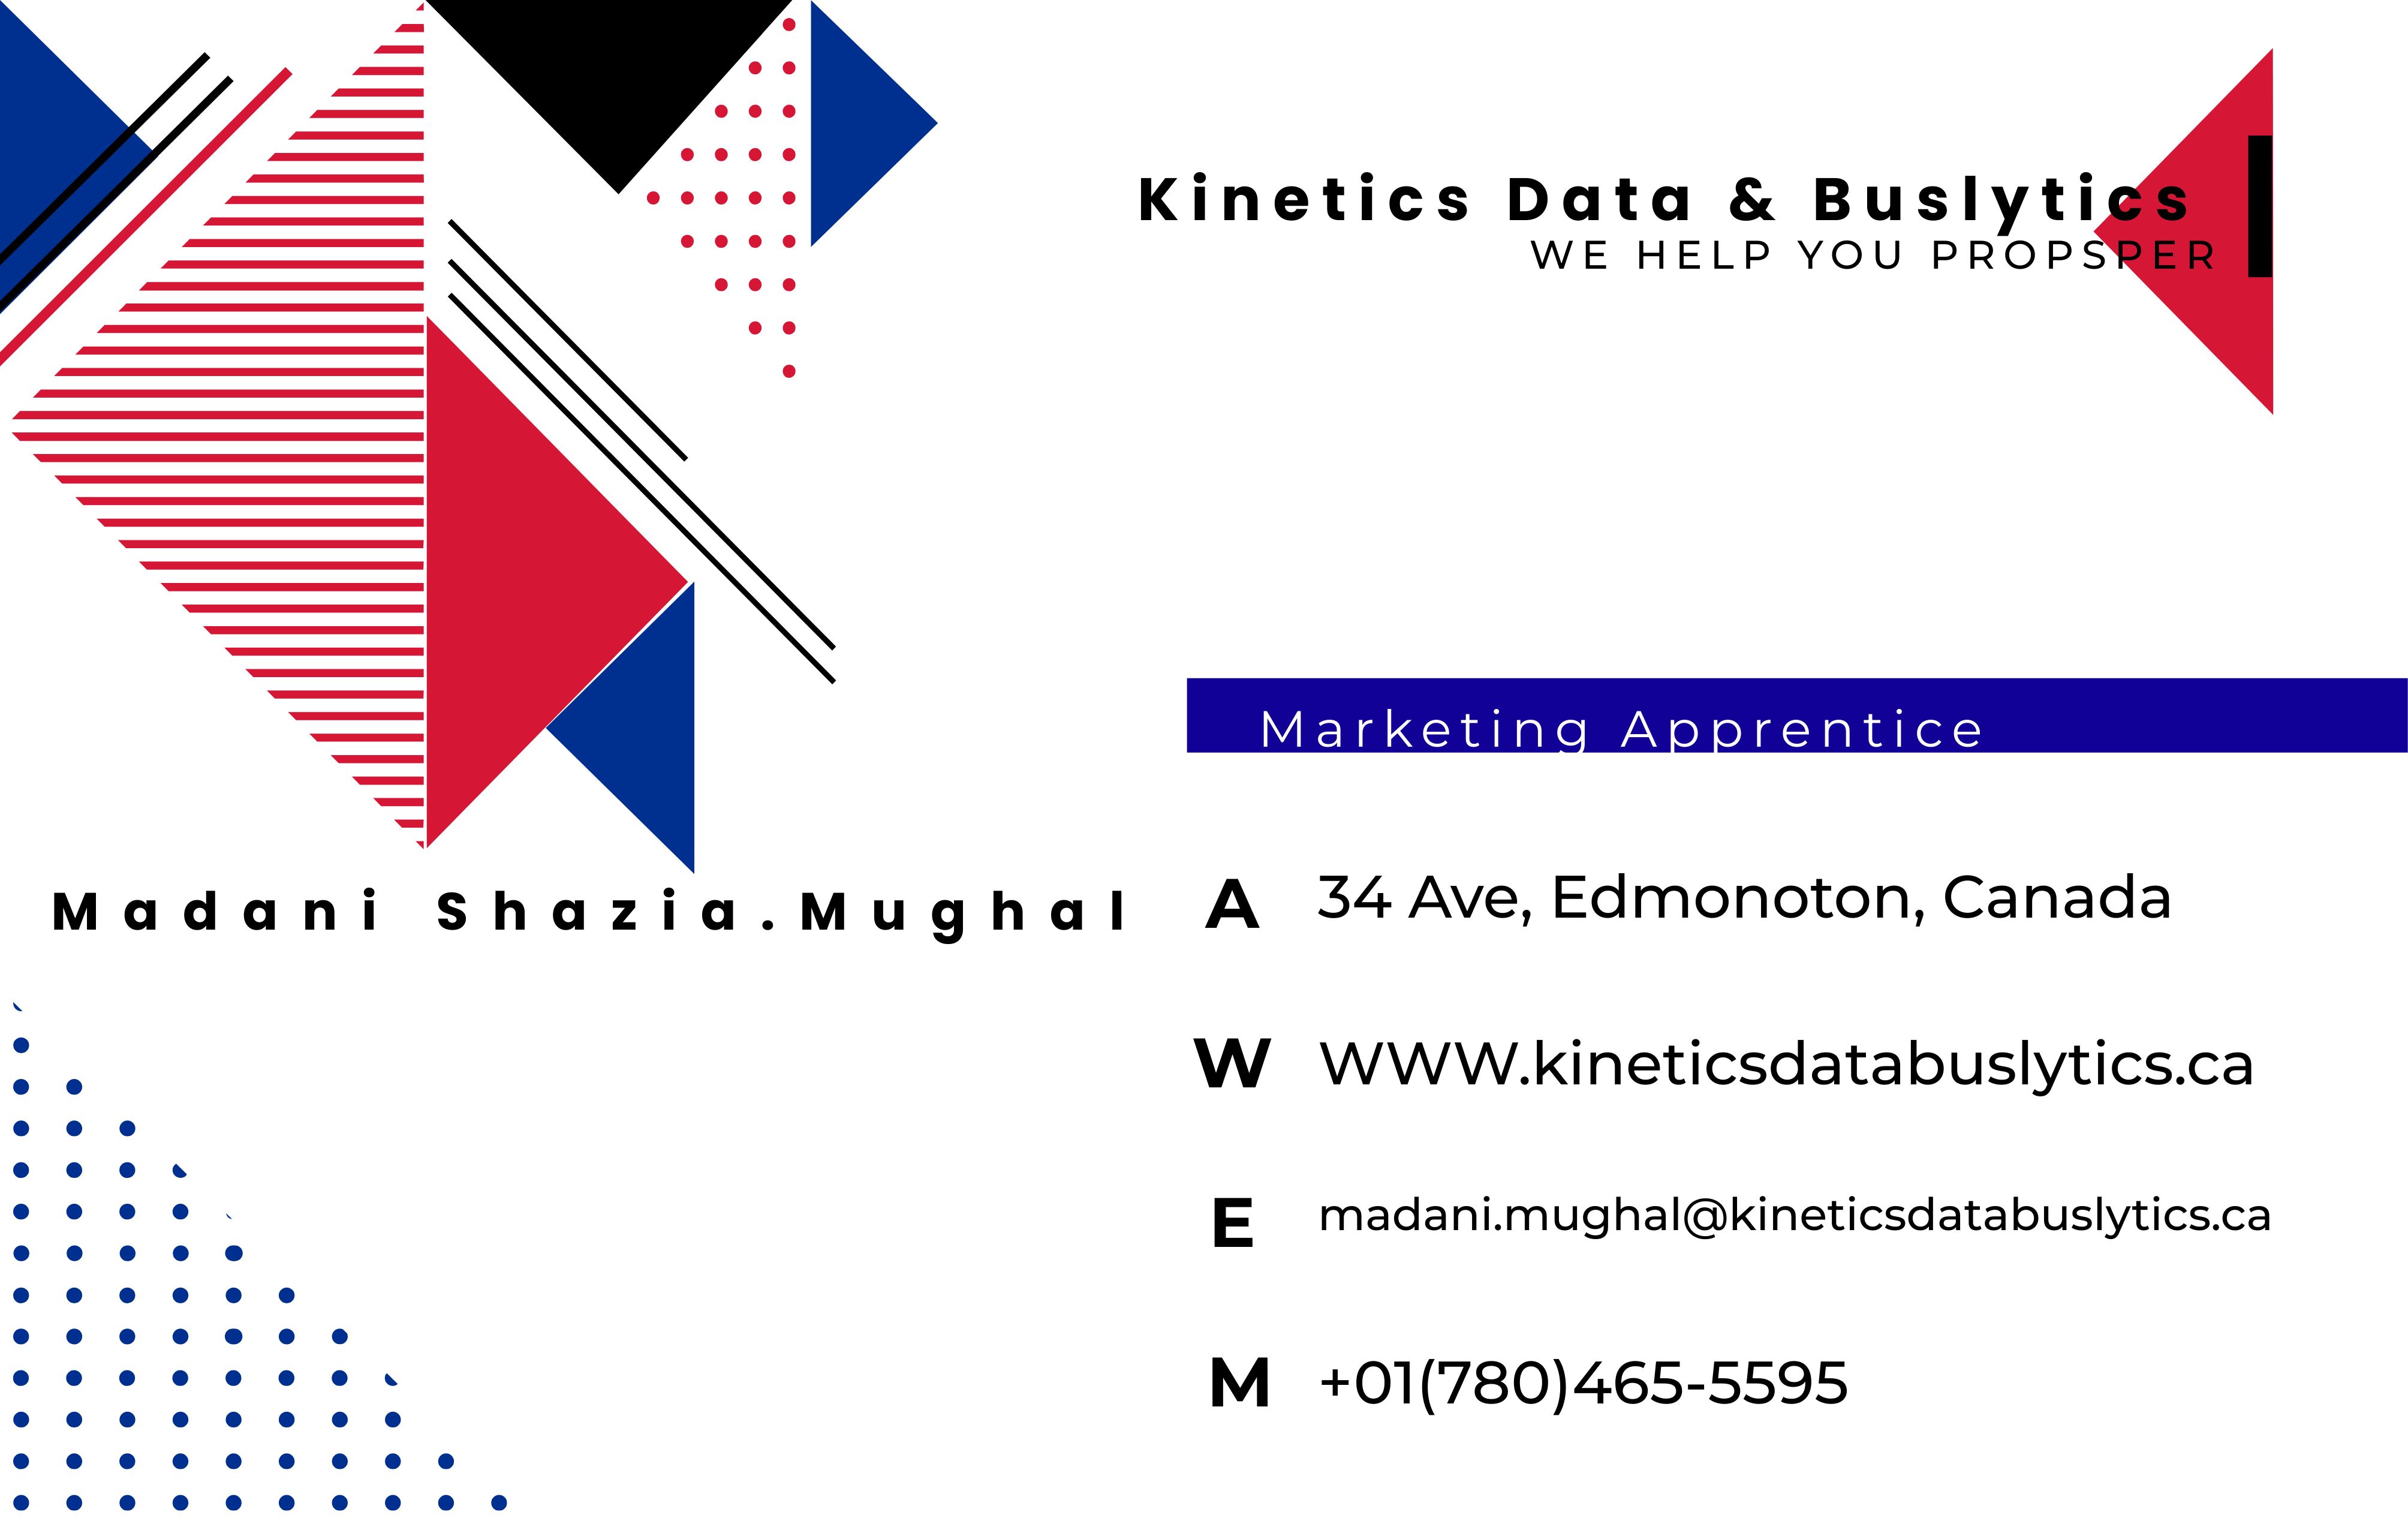 Kinetics Data & Buslytics
WE HELP YOU PROPSPER
Marketing Apprentice
Madani Shazia.Mughal
A 34 Ave, Edmonoton, Canada
W WWW.kineticsdatabuslytics.ca
E madani.mughal@kineticsdatabuslytics.ca
M +01(780)465-5595